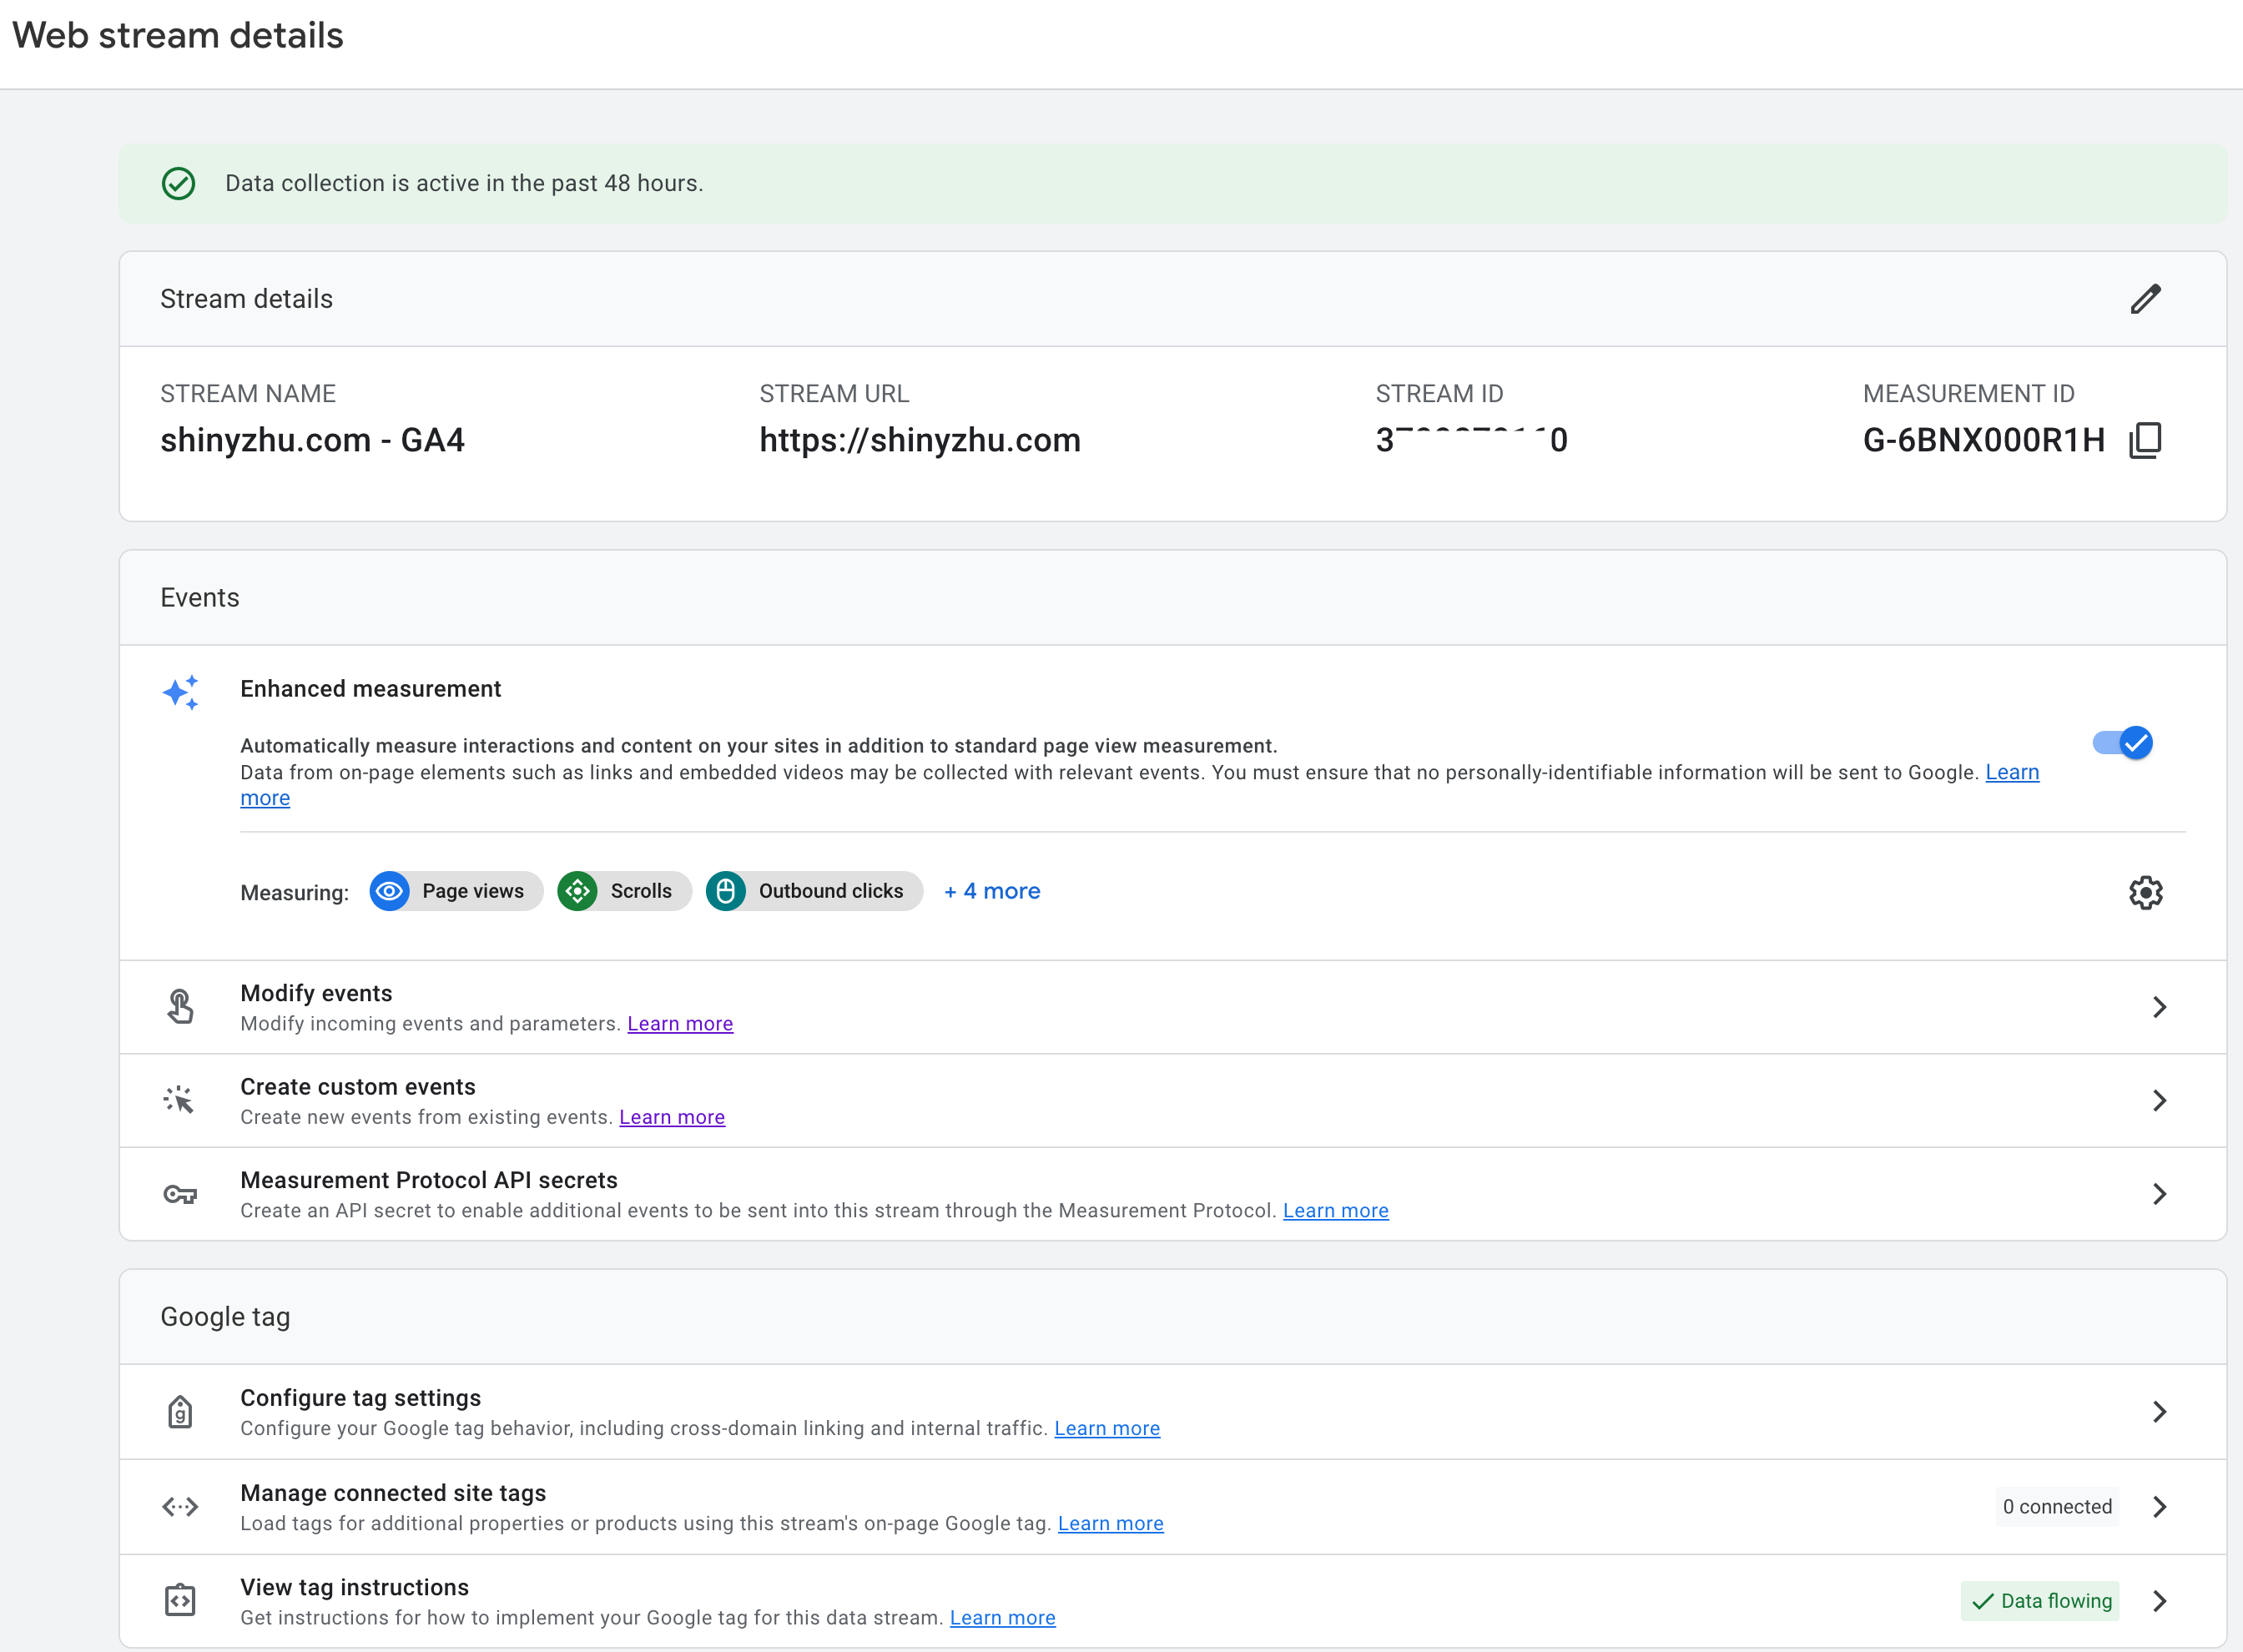 Web stream details
Data collection is active in the past 48 hours.
Stream details
STREAM NAME
shinyzhu.com - GA4
STREAM URL
https://shinyzhu.com
STREAM ID
MEASUREMENT ID
G-6BNX000R1H
Events
Enhanced measurement
Automatically measure interactions and content on your sites in addition to standard page view measurement.
Data from on-page elements such as links and embedded videos may be collected with relevant events. You must ensure that no personally-identifiable information will be sent to Google. Learn
more
Measuring: Page views Scrolls Outbound clicks + 4 more
Modify events
Modify incoming events and parameters. Learn more
Create custom events
Create new events from existing events. Learn more
Measurement Protocol API secrets
Create an API secret to enable additional events to be sent into this stream through the Measurement Protocol. Learn more
Google tag
Configure tag settings
Configure your Google tag behavior, including cross-domain linking and internal traffic. Learn more
Manage connected site tags
Load tags for additional properties or products using this stream's on-page Google tag. Learn more
0 connected
View tag instructions
Get instructions for how to implement your Google tag for this data stream. Learn more
Data flowing